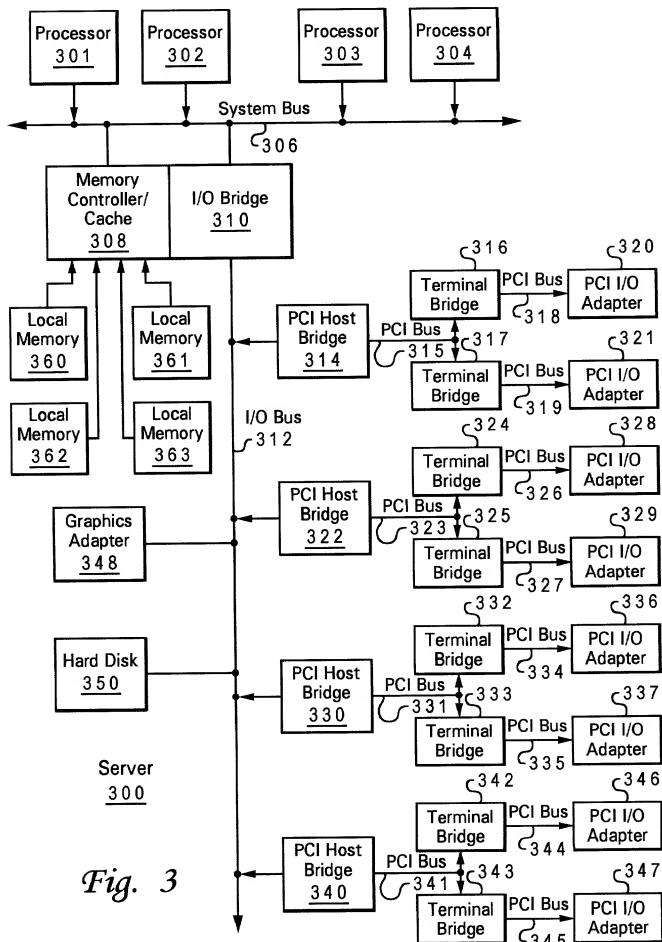 Processor
301
Processor
302
Processor
303
Processor
304
System Bus
306
Memory
Controller/
Cache
308
I/O Bridge
310
Local
Memory
360
Local
Memory
361
Local
Memory
362
Local
Memory
363
I/O Bus
312
PCI Host
Bridge
314
PCI Bus
315
316
Terminal
Bridge
PCI Bus
318
320
PCI I/O
Adapter
317
Terminal
Bridge
PCI Bus
319
321
PCI I/O
Adapter
Graphics
Adapter
348
PCI Host
Bridge
322
PCI Bus
323
324
Terminal
Bridge
PCI Bus
326
328
PCI I/O
Adapter
325
Terminal
Bridge
PCI Bus
327
329
PCI I/O
Adapter
Hard Disk
350
PCI Host
Bridge
330
PCI Bus
331
332
Terminal
Bridge
PCI Bus
334
336
PCI I/O
Adapter
333
Terminal
Bridge
PCI Bus
335
337
PCI I/O
Adapter
Server
300
PCI Host
Bridge
340
PCI Bus
341
342
Terminal
Bridge
PCI Bus
344
346
PCI I/O
Adapter
343
Terminal
Bridge
PCI Bus
345
347
PCI I/O
Adapter
Fig. 3